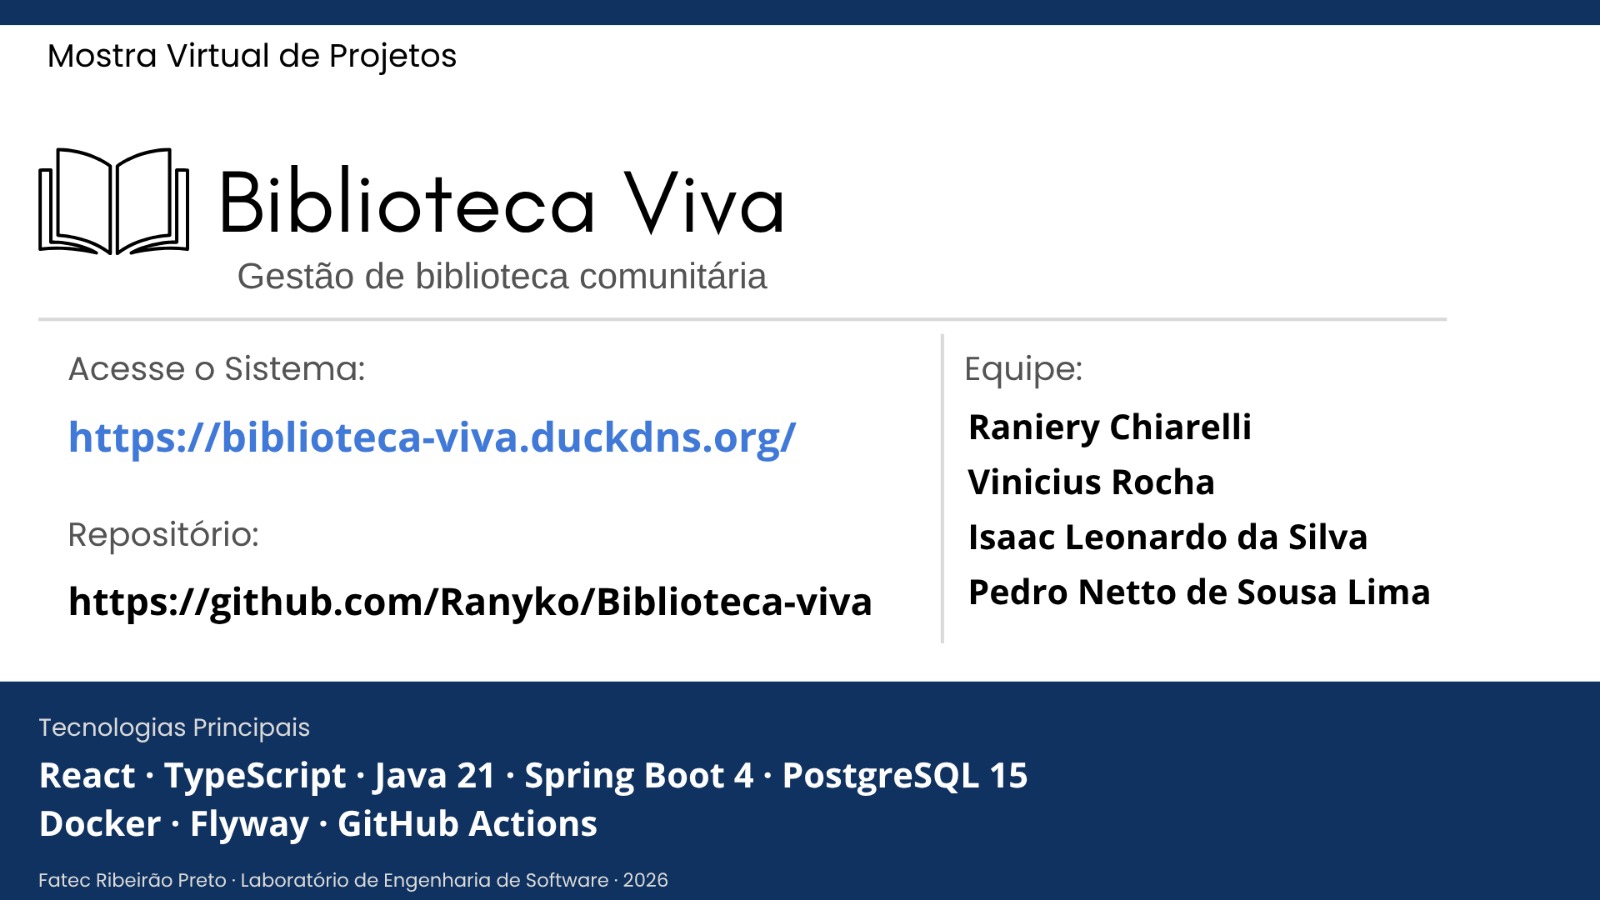 Mostra Virtual de Projetos
Biblioteca Viva
Gestão de biblioteca comunitária
Acesse o Sistema:
https://biblioteca-viva.duckdns.org/
Repositório:
https://github.com/Ranyko/Biblioteca-viva
Equipe:
Raniery Chiarelli
Vinicius Rocha
Isaac Leonardo da Silva
Pedro Netto de Sousa Lima
Tecnologias Principais
React · TypeScript · Java 21 · Spring Boot 4 · PostgreSQL 15
Docker · Flyway · GitHub Actions
Fatec Ribeirão Preto · Laboratório de Engenharia de Software · 2026